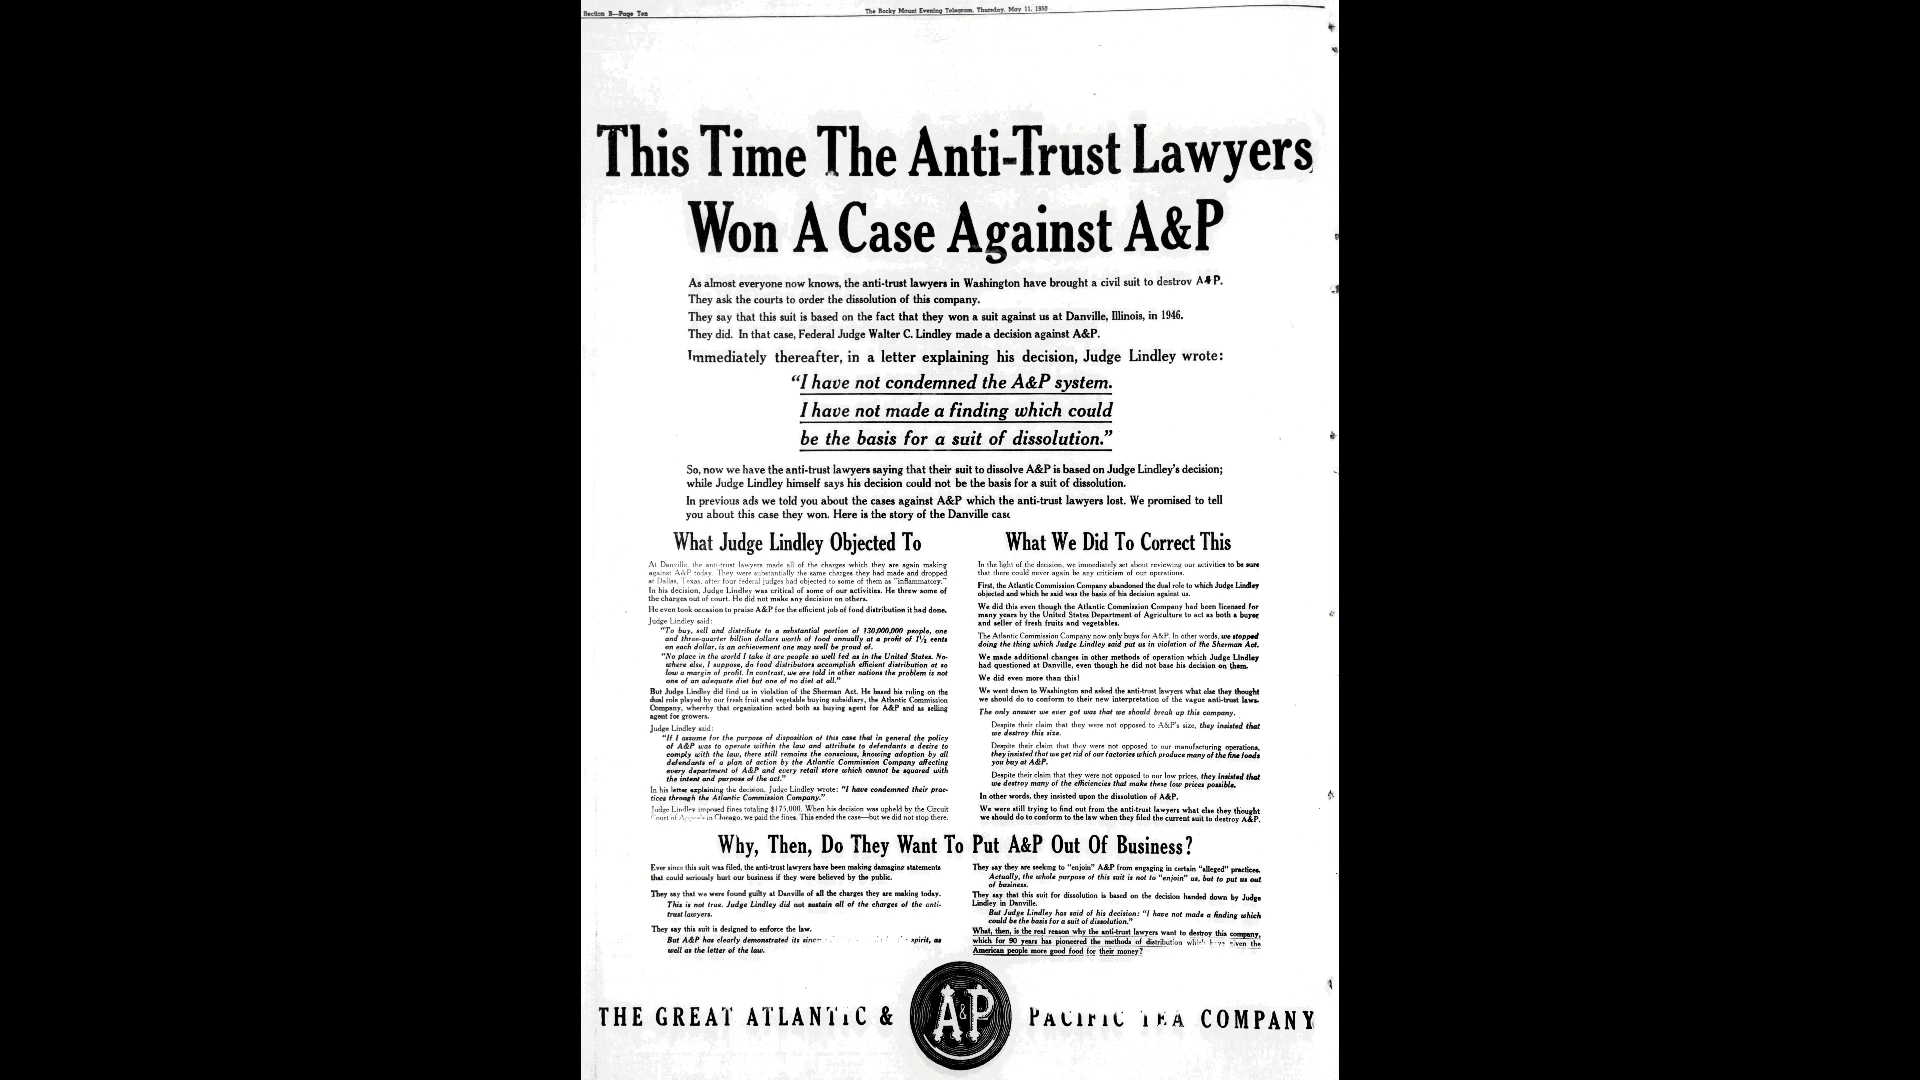 Section B—Page Ten
The Rocky Mount Evening Telegram, Thursday, May 11, 1950
This Time The Anti-Trust Lawyers
Won A Case Against A&P
As almost everyone now knows, the anti-trust lawyers in Washington have brought a civil suit to destroy A&P.
They ask the courts to order the dissolution of this company.
They say that this suit is based on the fact that they won a suit against us at Danville, Illinois, in 1946.
They did. In that case, Federal Judge Walter C. Lindley made a decision against A&P.
Immediately thereafter, in a letter explaining his decision, Judge Lindley wrote:
“I have not condemned the A&P system.
I have not made a finding which could
be the basis for a suit of dissolution.”
So, now we have the anti-trust lawyers saying that their suit to dissolve A&P is based on Judge Lindley's decision;
while Judge Lindley himself says his decision could not be the basis for a suit of dissolution.
In previous ads we told you about the cases against A&P which the anti-trust lawyers lost. We promised to tell
you about this case they won. Here is the story of the Danville case
What Judge Lindley Objected To
At Danville, the anti-trust lawyers made all of the charges which they are again making
against A&P today. They were substantially the same charges they had made and dropped
at Dallas, Texas, after four federal judges had objected to some of them as "inflammatory."
In his decision, Judge Lindley was critical of some of our activities. He threw some of
the charges out of court. He did not make any decision on others.
He even took occasion to praise A&P for the efficient job of food distribution it had done.
Judge Lindley said:
"To buy, sell and distribute to a substantial portion of 130,000,000 people, one
and three-quarter billion dollars worth of food annually at a profit of 1½ cents
on each dollar, is an achievement one may well be proud of.
"No place in the world I take it are people so well fed as in the United States. No-
where else, I suppose, do food distributors accomplish efficient distribution at so
low a margin of profit. In contrast, we are told in other nations the problem is not
one of an adequate diet but one of no diet at all."
But Judge Lindley did find us in violation of the Sherman Act. He based his ruling on the
dual role played by our fresh fruit and vegetable buying subsidiary, the Atlantic Commission
Company, whereby that organization acted both as buying agent for A&P and as selling
agent for growers.
Judge Lindley said:
"If I assume for the purpose of disposition of this case that in general the policy
of A&P was to operate within the law and attribute to defendants a desire to
comply with the law, there still remains the conscious, knowing adoption by all
defendants of a plan of action by the Atlantic Commission Company affecting
every department of A&P and every retail store which cannot be squared with
the intent and purpose of the act."
In his letter explaining the decision, Judge Lindley wrote: "I have condemned their prac-
tices through the Atlantic Commission Company."
Judge Lindley imposed fines totaling $175,000. When his decision was upheld by the Circuit
Court of Appeals in Chicago, we paid the fines. This ended the case—but we did not stop there.
What We Did To Correct This
In the light of the decision, we immediately set about reviewing our activities to be sure
that there could never again be any criticism of our operations.
First, the Atlantic Commission Company abandoned the dual role to which Judge Lindley
objected and which he said was the basis of his decision against us.
We did this even though the Atlantic Commission Company had been licensed for
many years by the United States Department of Agriculture to act as both a buyer
and seller of fresh fruits and vegetables.
The Atlantic Commission Company now only buys for A&P. In other words, we stopped
doing the thing which Judge Lindley said put us in violation of the Sherman Act.
We made additional changes in other methods of operation which Judge Lindley
had questioned at Danville, even though he did not base his decision on them.
We did even more than this!
We went down to Washington and asked the anti-trust lawyers what else they thought
we should do to conform to their new interpretation of the vague anti-trust laws.
The only answer we ever got was that we should break up this company.
Despite their claim that they were not opposed to A&P's size, they insisted that
we destroy this size.
Despite their claim that they were not opposed to our manufacturing operations,
they insisted that we get rid of our factories which produce many of the fine foods
you buy at A&P.
Despite their claim that they were not opposed to our low prices, they insisted that
we destroy many of the efficiencies that make these low prices possible.
In other words, they insisted upon the dissolution of A&P.
We were still trying to find out from the anti-trust lawyers what else they thought
we should do to conform to the law when they filed the current suit to destroy A&P.
Why, Then, Do They Want To Put A&P Out Of Business?
Ever since this suit was filed, the anti-trust lawyers have been making damaging statements
that could seriously hurt our business if they were believed by the public.
They say that we were found guilty at Danville of all the charges they are making today.
This is not true. Judge Lindley did not sustain all of the charges of the anti-
trust lawyers.
They say this suit is designed to enforce the law.
But A&P has clearly demonstrated its spirit, as
well as the letter of the law.
They say they are seeking to "enjoin" A&P from engaging in certain "alleged" practices.
Actually, the whole purpose of this suit is not to "enjoin" us, but to put us out
of business.
They say that this suit for dissolution is based on the decision handed down by Judge
Lindley in Danville.
But Judge Lindley has said of his decision: "I have not made a finding which
could be the basis for a suit of dissolution."
What, then, is the real reason why the anti-trust lawyers want to destroy this company,
which for 90 years has pioneered the methods of distribution which have given the
American people more good food for their money?
THE GREAT ATLANTIC & A&P PACIFIC TEA COMPANY